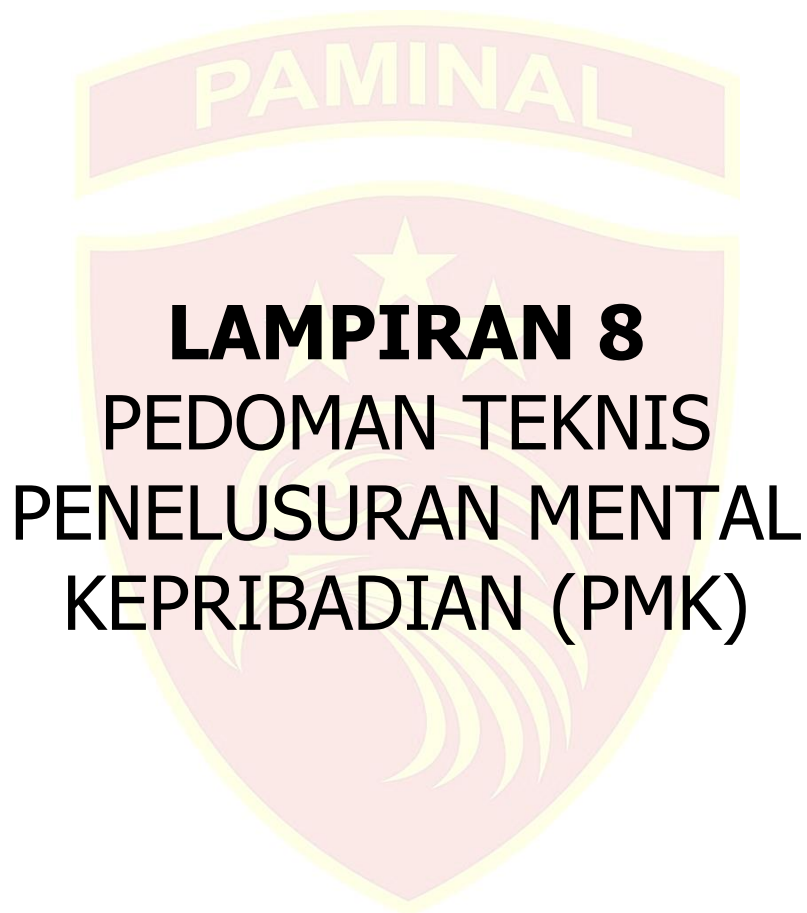 PAMINAL
LAMPIRAN 8
PEDOMAN TEKNIS
PENELUSURAN MENTAL
KEPRIBADIAN (PMK)